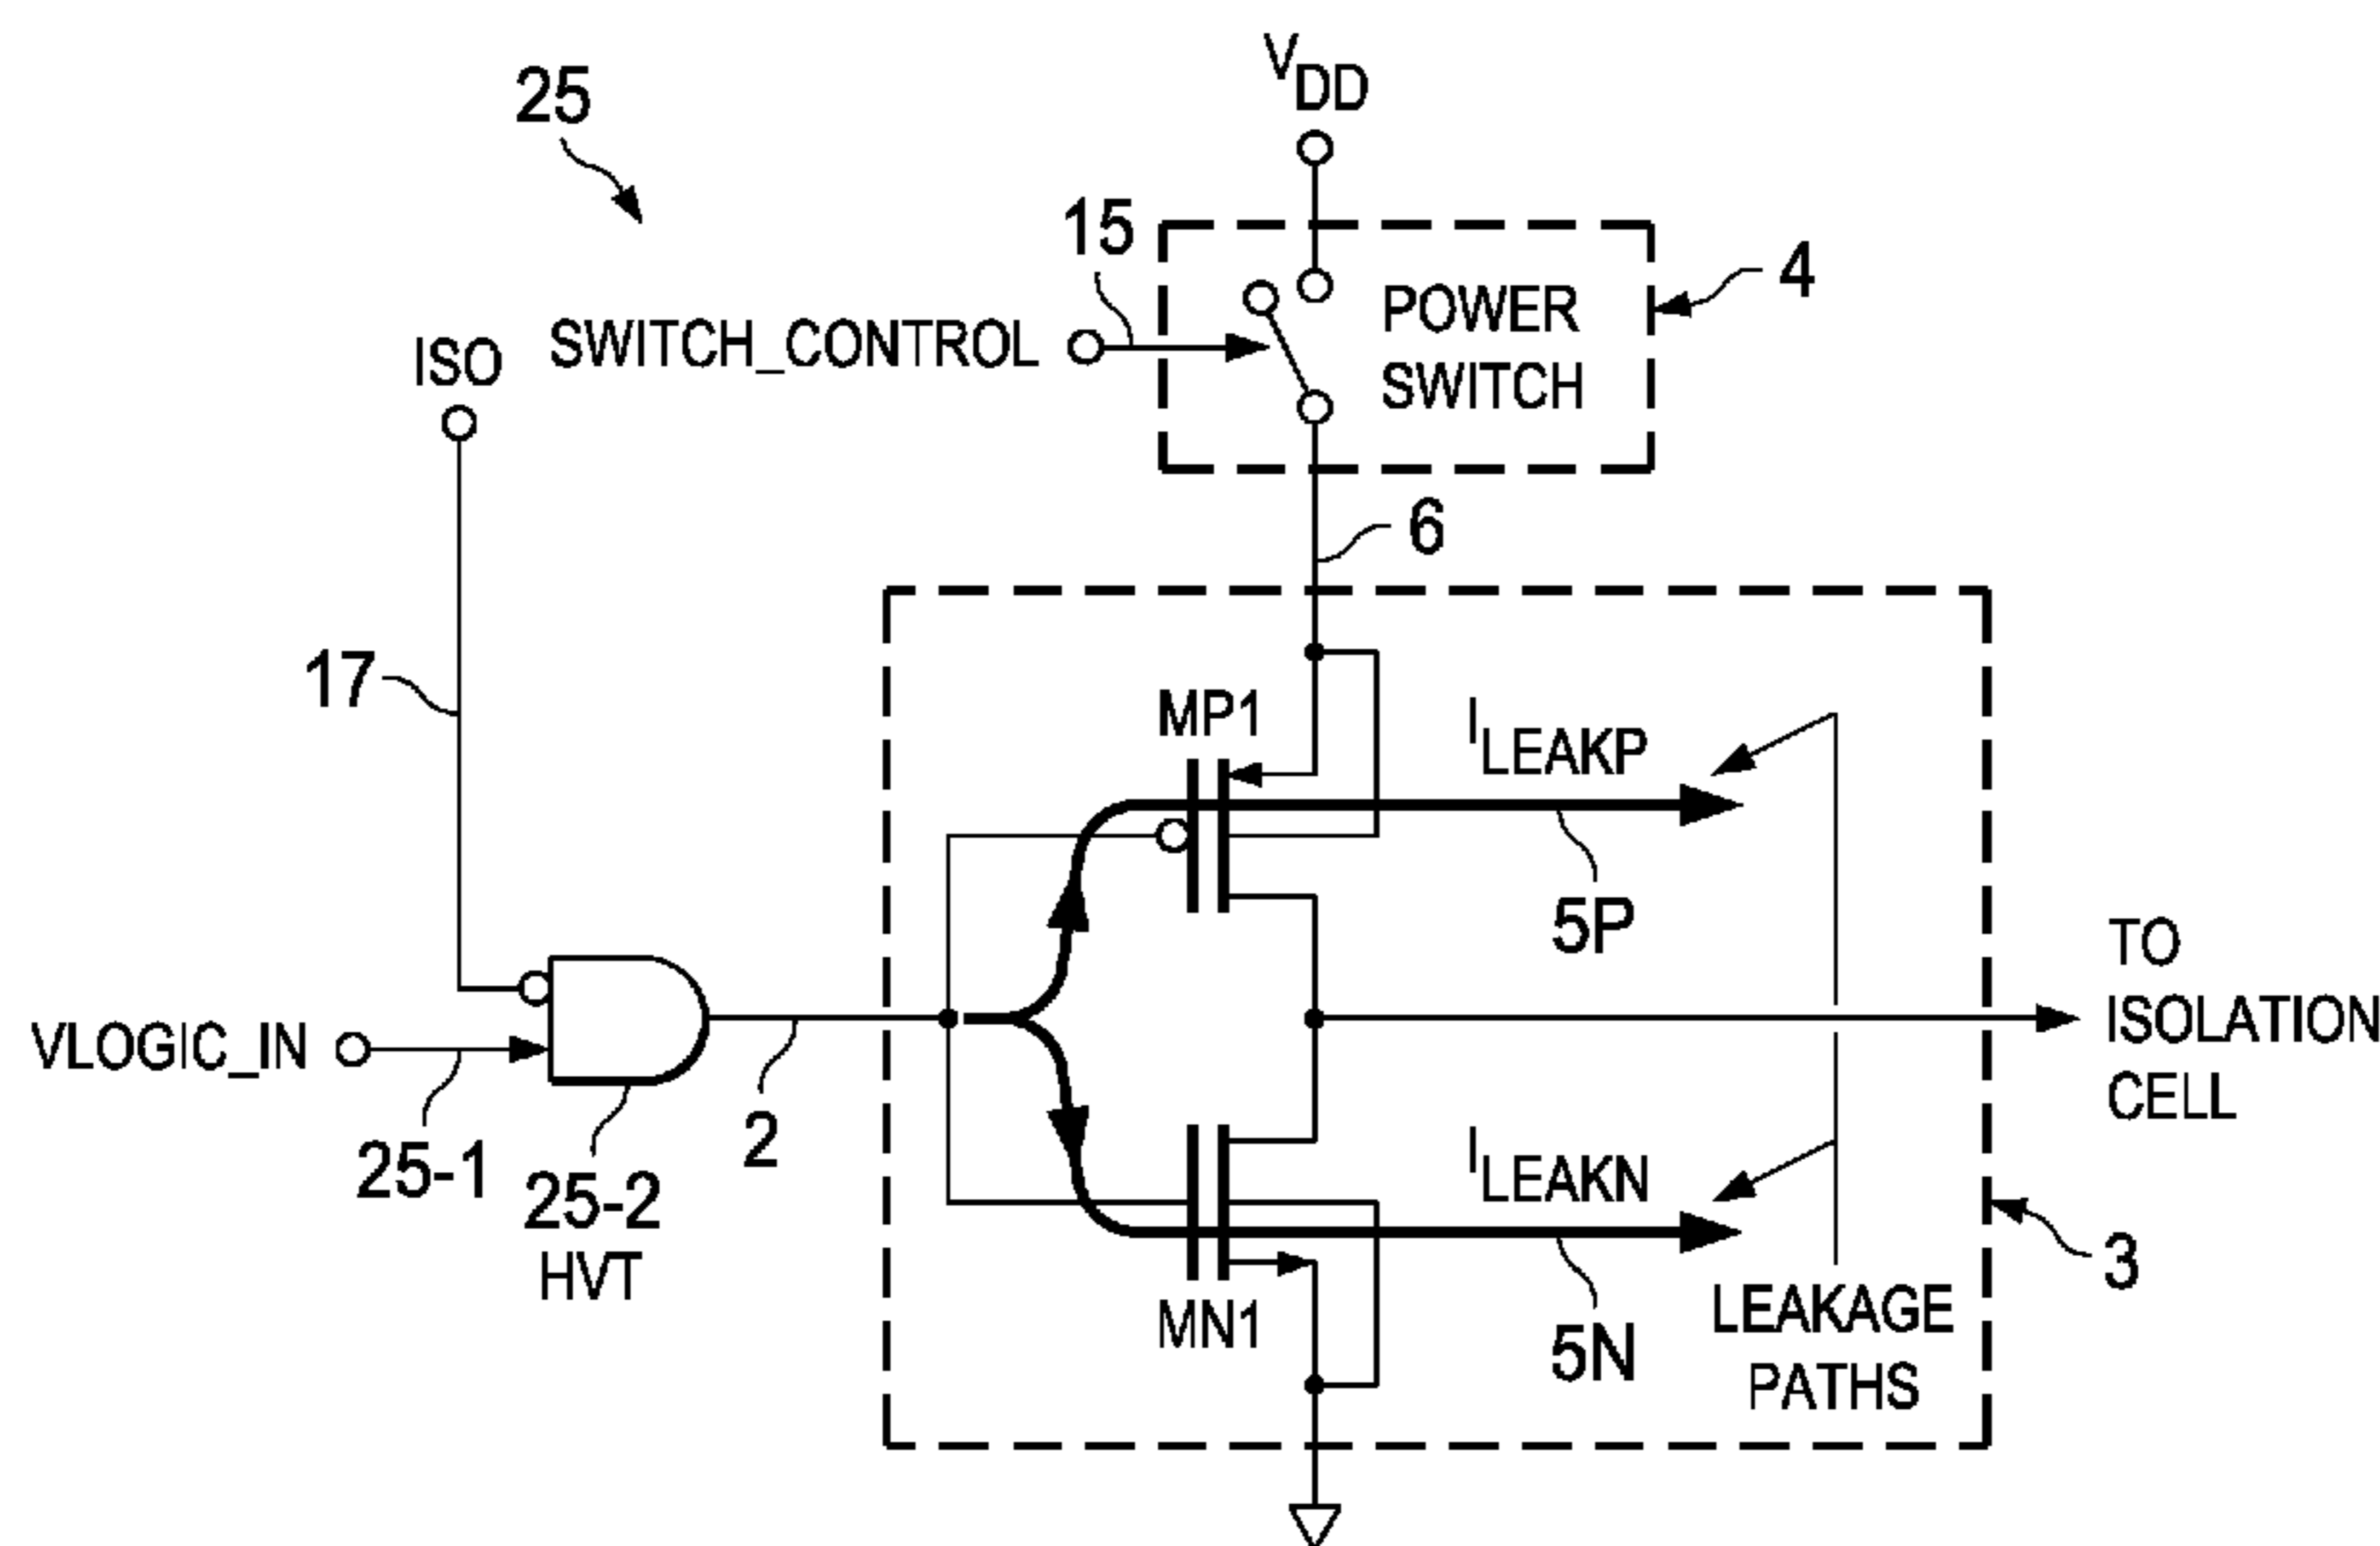 25
VDD
15
4
POWER
SWITCH
SWITCH_CONTROL
ISO
6
17
MP1
ILEAKP
5P
TO
ISOLATION
CELL
VLOGIC_IN
25-1
25-2
HVT
2
ILEAKN
3
MN1
5N
LEAKAGE
PATHS